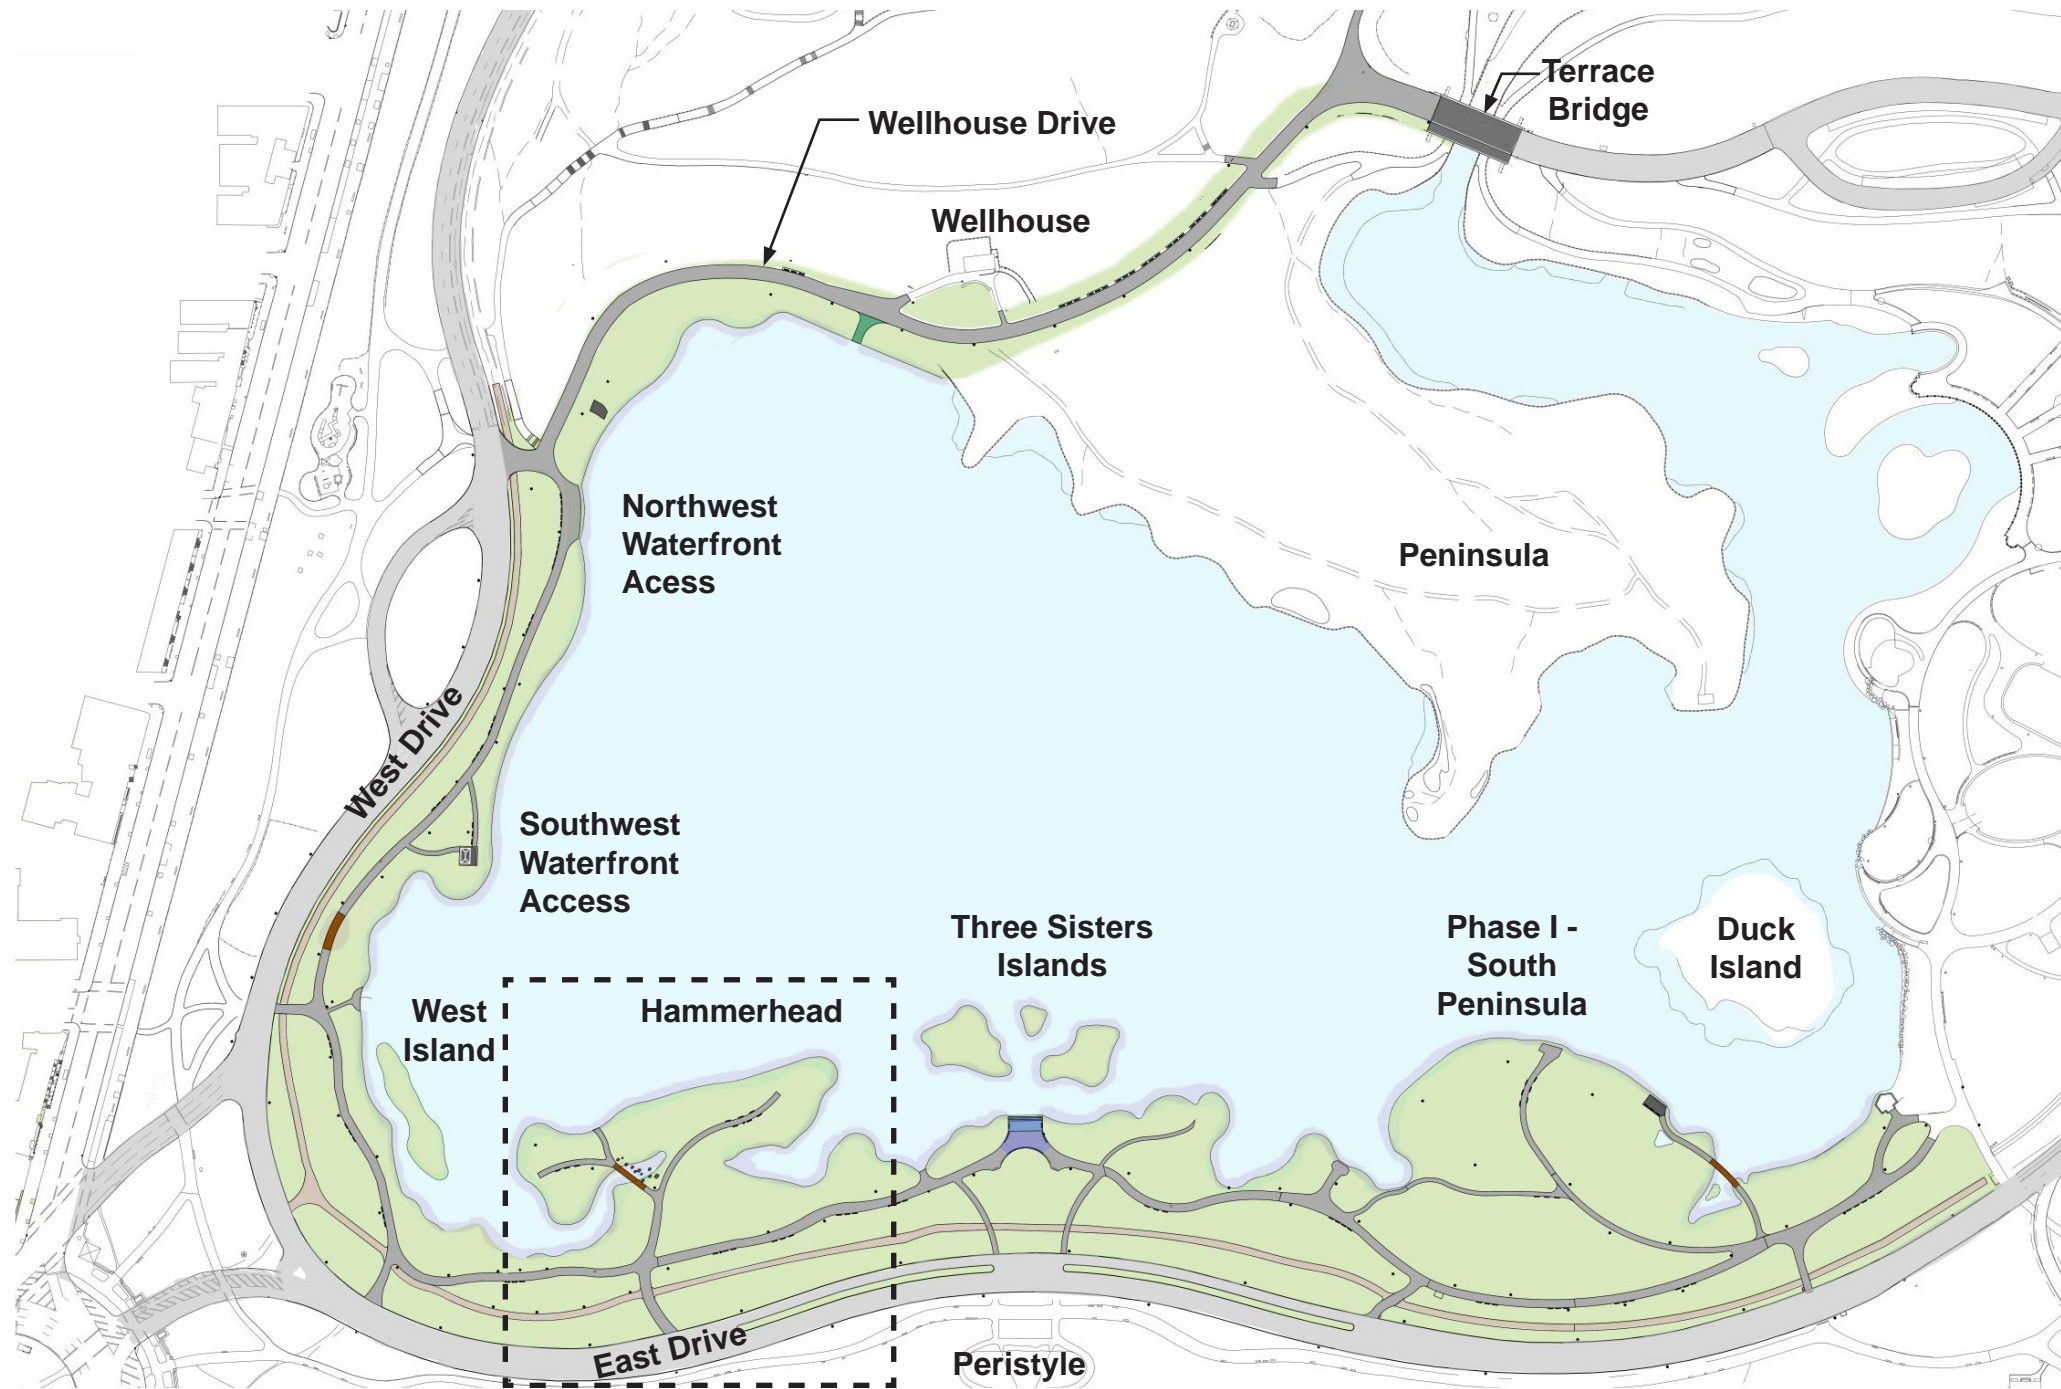 Terrace
Bridge
Wellhouse Drive
Wellhouse
Northwest
Waterfront
Acess
Peninsula
West Drive
Southwest
Waterfront
Access
Three Sisters
Islands
Phase I -
South
Peninsula
Duck
Island
West
Island
Hammerhead
East Drive
Peristyle